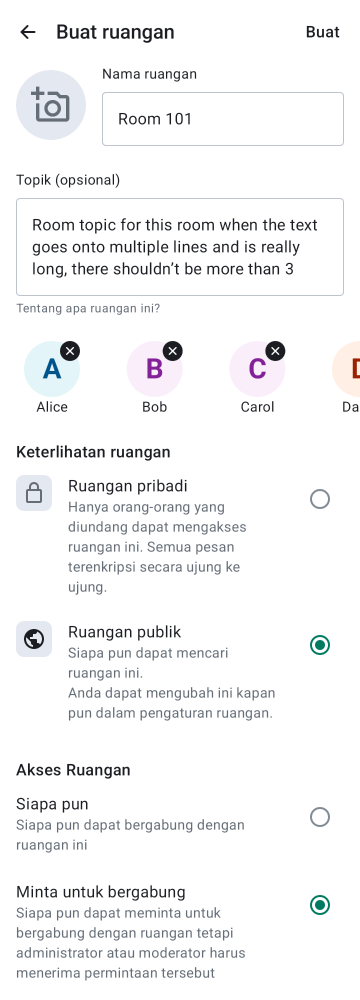 Buat ruangan
Buat
Nama ruangan
Room 101
Topik (opsional)
Room topic for this room when the text
goes onto multiple lines and is really
long, there shouldn’t be more than 3
Tentang apa ruangan ini?
A
B
C
Alice
Bob
Carol
Da
Keterlihatan ruangan
Ruangan pribadi
Hanya orang-orang yang
diundang dapat mengakses
ruangan ini. Semua pesan
terenkripsi secara ujung ke
ujung.
Ruangan publik
Siapa pun dapat mencari
ruangan ini.
Anda dapat mengubah ini kapan
pun dalam pengaturan ruangan.
Akses Ruangan
Siapa pun
Siapa pun dapat bergabung dengan
ruangan ini
Minta untuk bergabung
Siapa pun dapat meminta untuk
bergabung dengan ruangan tetapi
administrator atau moderator harus
menerima permintaan tersebut